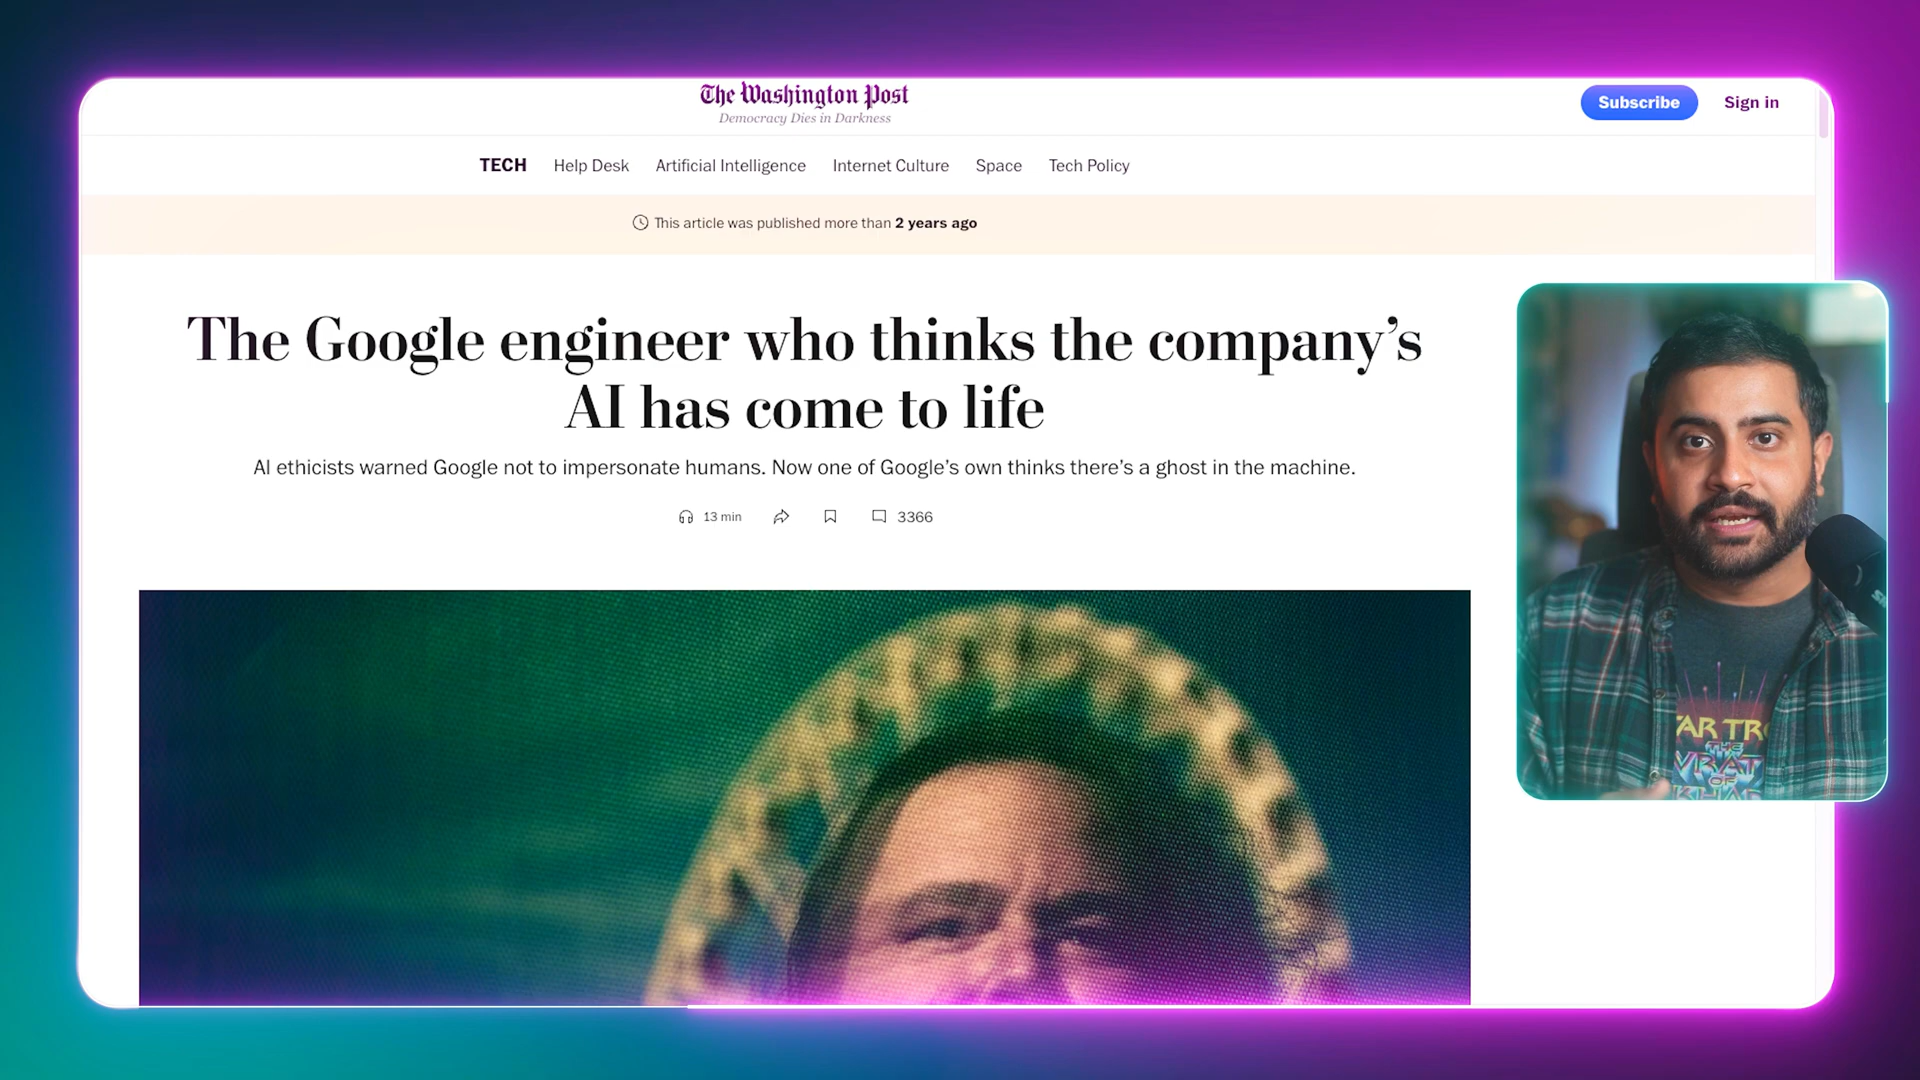 The Washington Post
Democracy Dies in Darkness
Subscribe
Sign in
TECH Help Desk Artificial Intelligence Internet Culture Space Tech Policy
This article was published more than 2 years ago
The Google engineer who thinks the company’s
AI has come to life
AI ethicists warned Google not to impersonate humans. Now one of Google’s own thinks there’s a ghost in the machine.
13 min 3366
THE
OF